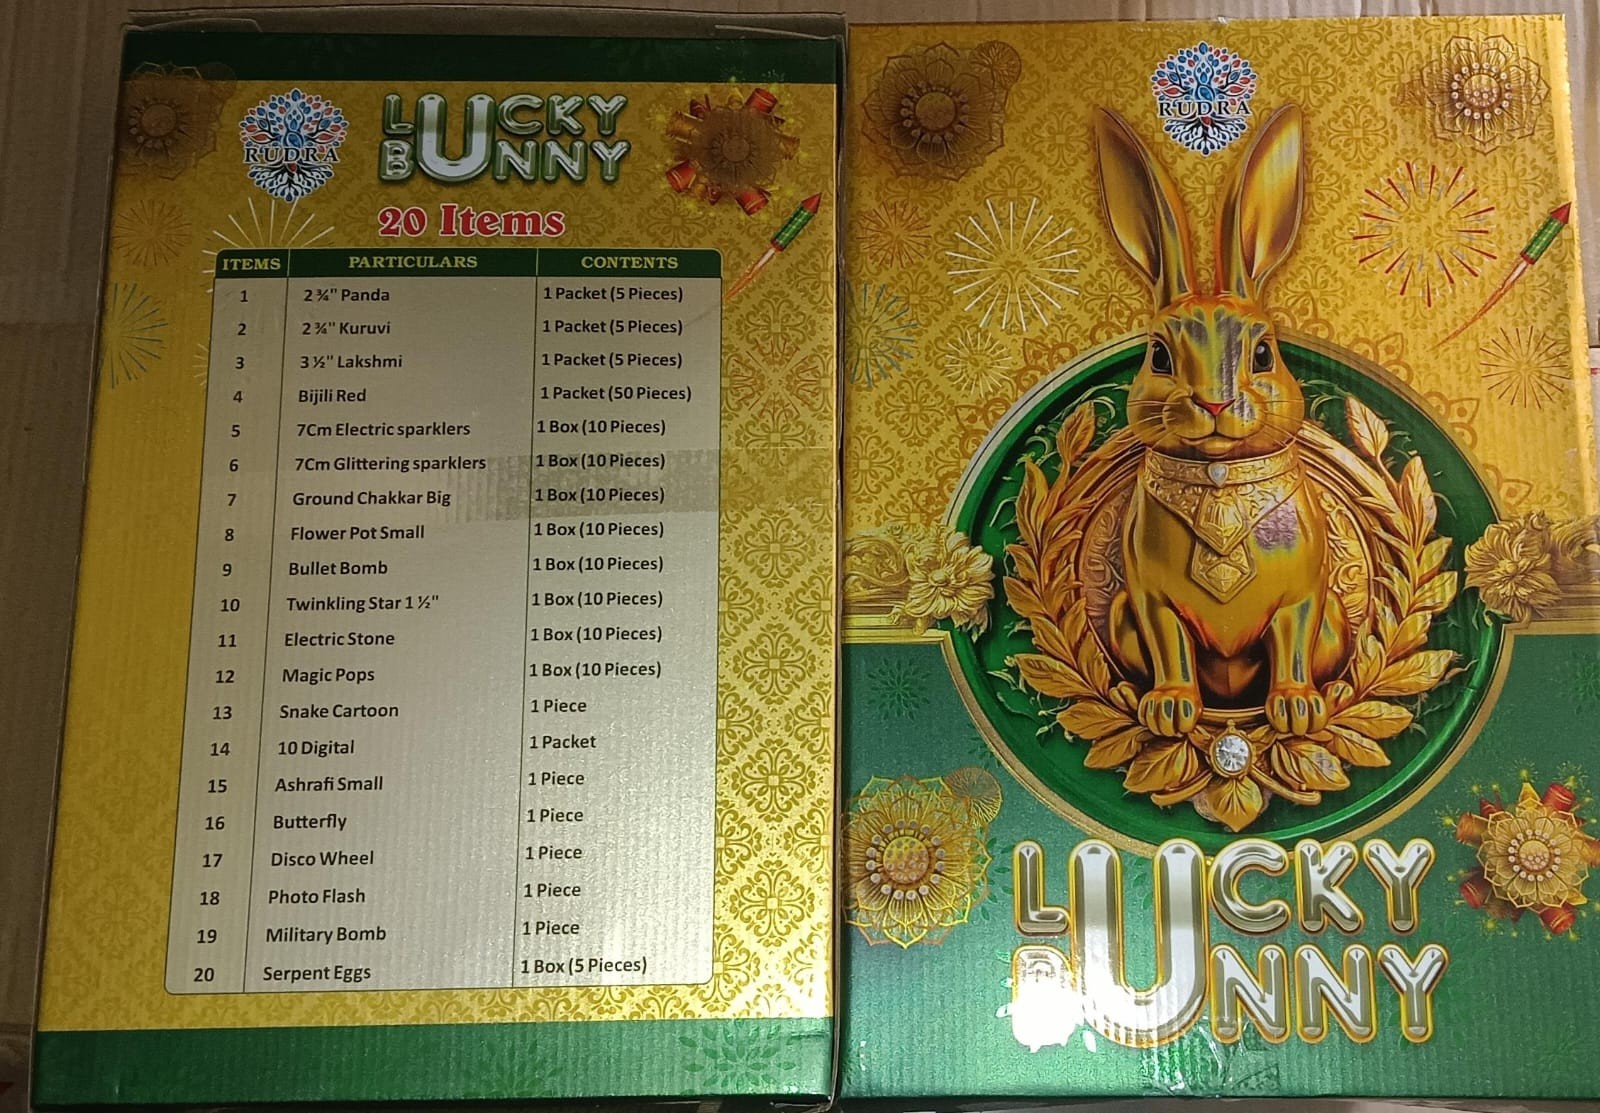 RUDRA
LUCKY
BUNNY
20 Items
ITEMS PARTICULARS CONTENTS
1 2 ¾" Panda 1 Packet (5 Pieces)
2 2 ¾" Kuruvi 1 Packet (5 Pieces)
3 3 ½" Lakshmi 1 Packet (5 Pieces)
4 Bijili Red 1 Packet (50 Pieces)
5 7Cm Electric sparklers 1 Box (10 Pieces)
6 7Cm Glittering sparklers 1 Box (10 Pieces)
7 Ground Chakkar Big 1 Box (10 Pieces)
8 Flower Pot Small 1 Box (10 Pieces)
9 Bullet Bomb 1 Box (10 Pieces)
10 Twinkling Star 1 ½" 1 Box (10 Pieces)
11 Electric Stone 1 Box (10 Pieces)
12 Magic Pops 1 Box (10 Pieces)
13 Snake Cartoon 1 Piece
14 10 Digital 1 Packet
15 Ashrafi Small 1 Piece
16 Butterfly 1 Piece
17 Disco Wheel 1 Piece
18 Photo Flash 1 Piece
19 Military Bomb 1 Piece
20 Serpent Eggs 1 Box (5 Pieces)
RUDRA
LUCKY
BUNNY